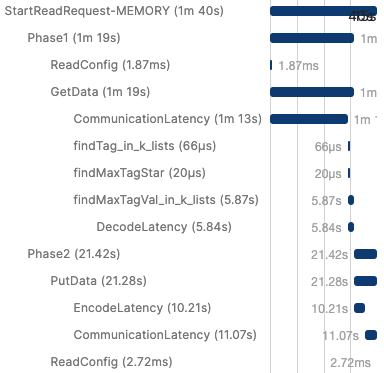 StartReadRequest-MEMORY (1m 40s)
Phase1 (1m 19s) 1m
ReadConfig (1.87ms) 1.87ms
GetData (1m 19s) 1m
CommunicationLatency (1m 13s) 1m 1
findTag_in_k_lists (66µs) 66µs
findMaxTagStar (20µs) 20µs
findMaxTagVal_in_k_lists (5.87s) 5.87s
DecodeLatency (5.84s) 5.84s
Phase2 (21.42s) 21.42s
PutData (21.28s) 21.28s
EncodeLatency (10.21s) 10.21s
CommunicationLatency (11.07s) 11.07s
ReadConfig (2.72ms) 2.72ms